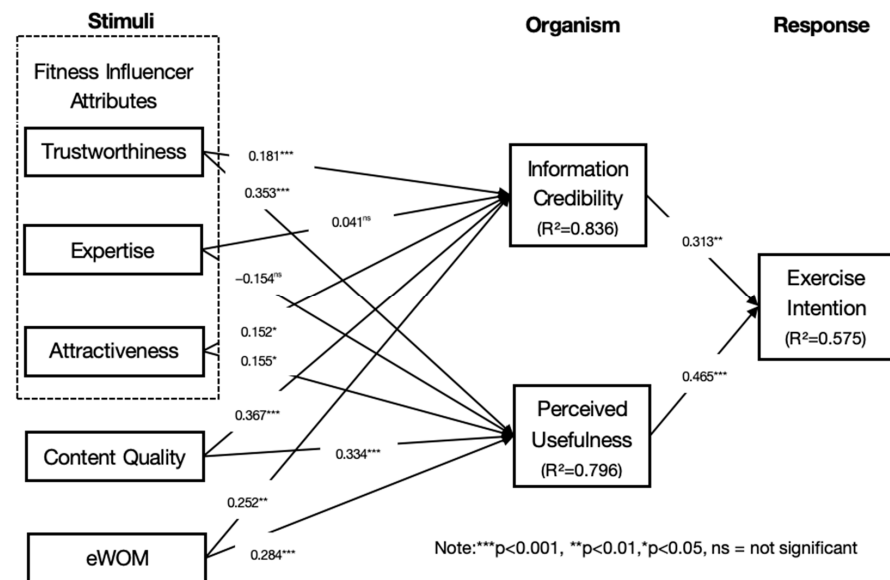 Stimuli
Organism
Response
Fitness Influencer
Attributes
Trustworthiness
Expertise
Attractiveness
Content Quality
eWOM
0.181***
0.353***
0.041ns
−0.154ns
0.152*
0.155*
0.367***
0.334***
0.252**
0.284***
Information
Credibility
(R²=0.836)
Perceived
Usefulness
(R²=0.796)
0.313**
0.465***
Exercise
Intention
(R²=0.575)
Note:***p<0.001, **p<0.01,*p<0.05, ns = not significant